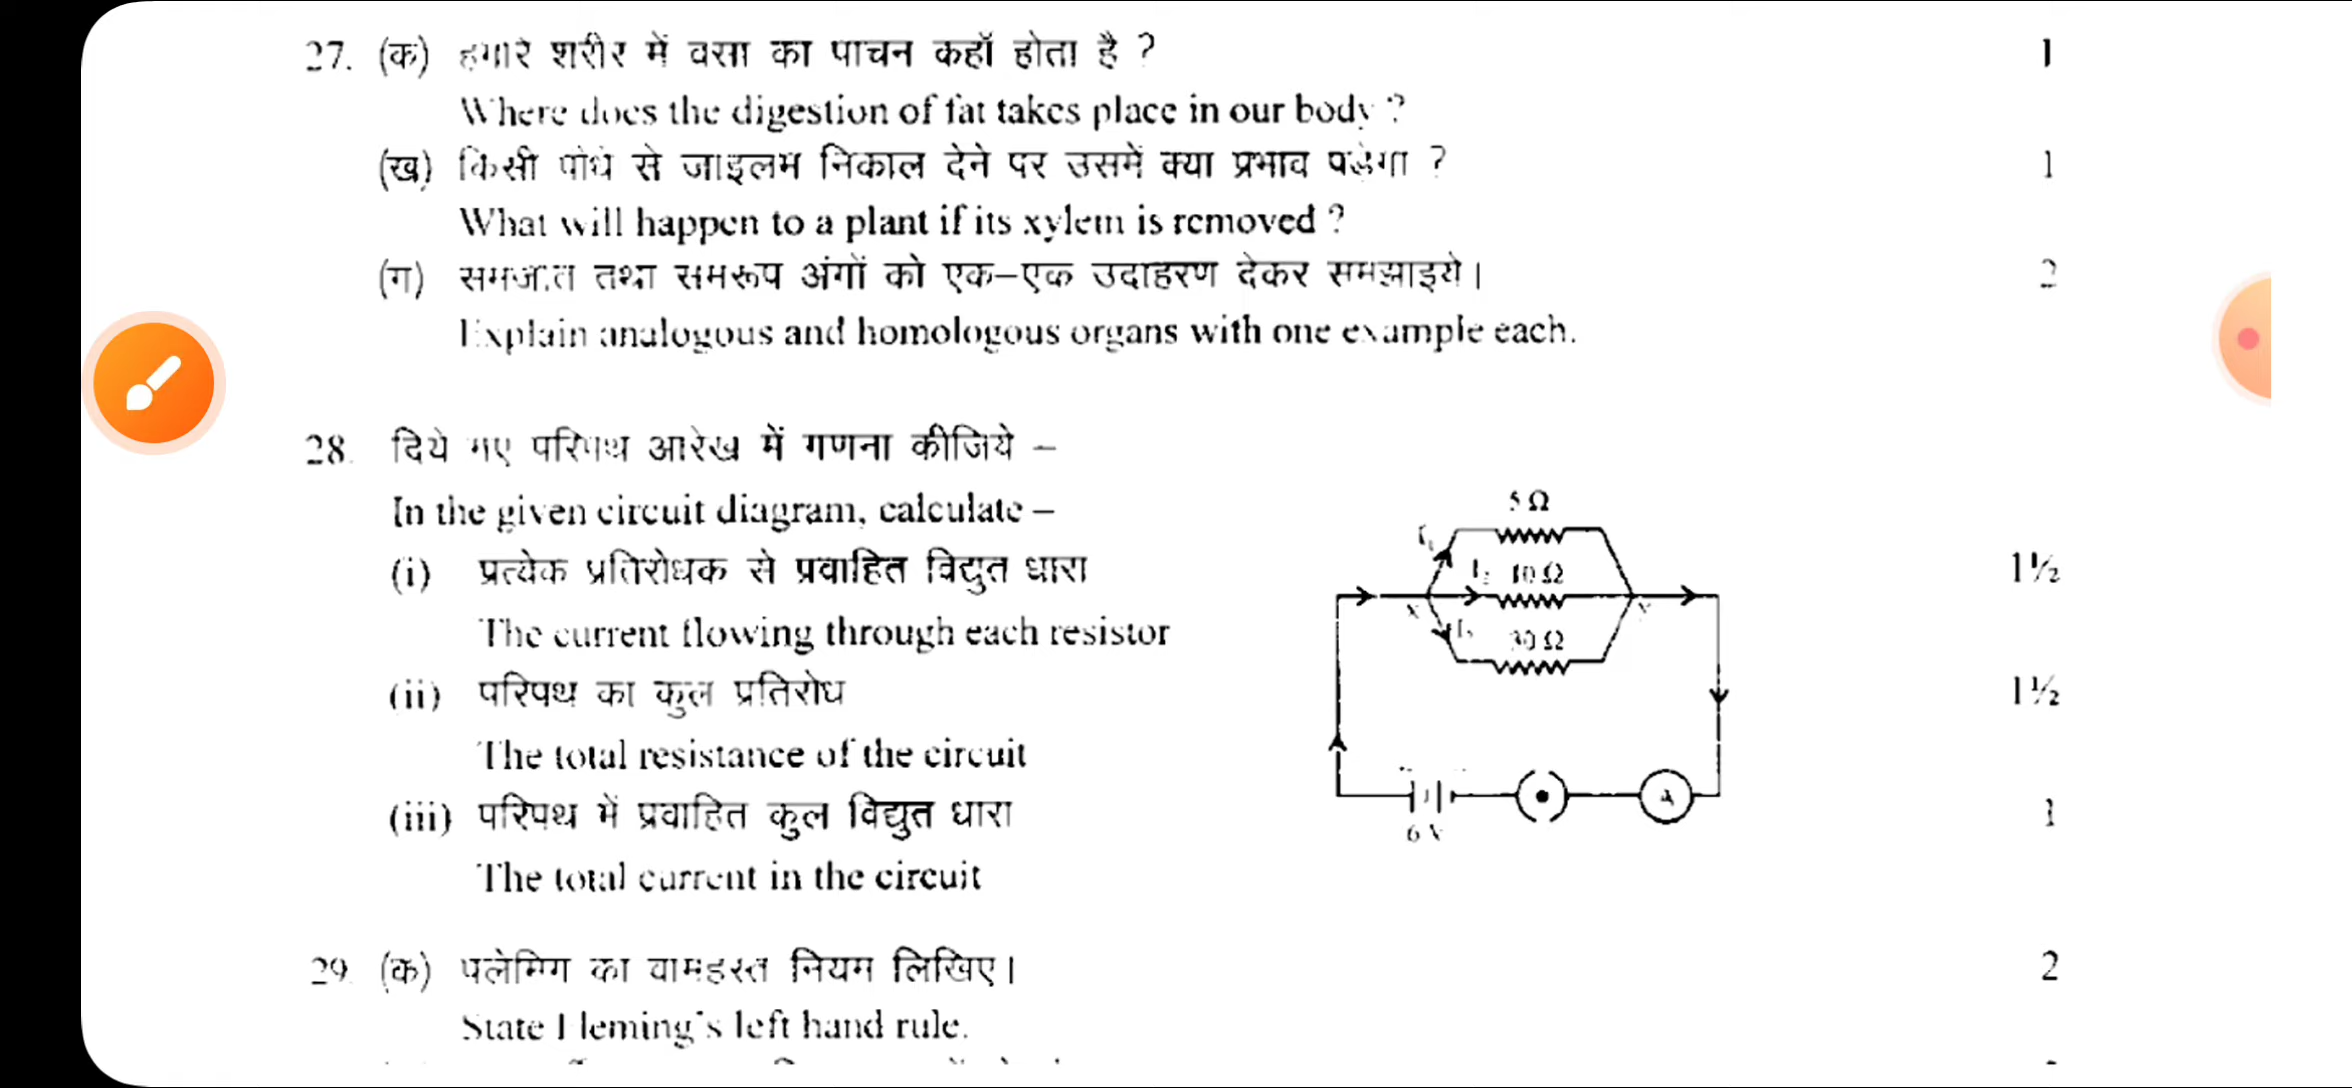 27. (क) हमारे शरीर में वसा का पाचन कहाँ होता है ? 1
Where does the digestion of fat takes place in our body ?
(ख) किसी पौधे से जाइलम निकाल देने पर उसमें क्या प्रभाव पड़ेगा ? 1
What will happen to a plant if its xylem is removed ?
(ग) समजात तथा समरूप अंगों को एक–एक उदाहरण देकर समझाइये। 2
Explain analogous and homologous organs with one example each.
28. दिये गए परिपथ आरेख में गणना कीजिये –
In the given circuit diagram, calculate –
(i) प्रत्येक प्रतिरोधक से प्रवाहित विद्युत धारा 1½
The current flowing through each resistor
(ii) परिपथ का कुल प्रतिरोध 1½
The total resistance of the circuit
(iii) परिपथ में प्रवाहित कुल विद्युत धारा 1
The total current in the circuit
5 Ω
I₁
I₂ 10 Ω
X Y
I₃ 30 Ω
A
6 V
29. (क) फ्लेमिंग का वामहस्त नियम लिखिए। 2
State Fleming's left hand rule.